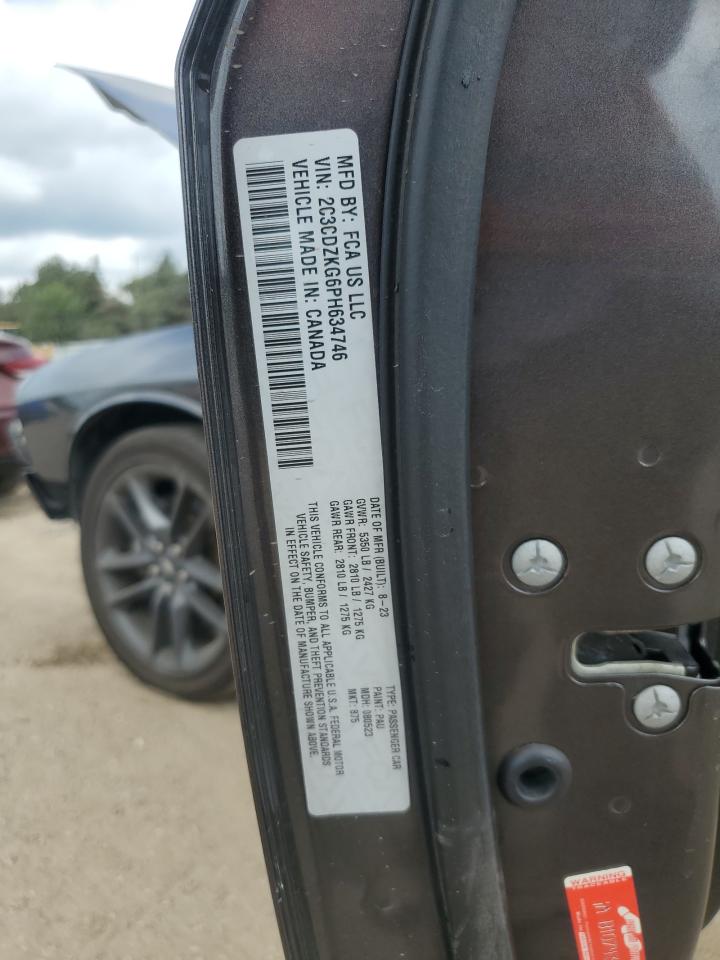 MFD BY: FCA US LLC
VIN: 2C3CDZKG6PH634746
VEHICLE MADE IN: CANADA
DATE OF MFR (BUILT): 8-23
GVWR: 5350 LB / 2427 KG
GAWR FRONT: 2810 LB / 1275 KG
GAWR REAR: 2810 LB / 1275 KG
THIS VEHICLE CONFORMS TO ALL APPLICABLE U.S.A. FEDERAL MOTOR
VEHICLE SAFETY, BUMPER, AND THEFT PREVENTION STANDARDS
IN EFFECT ON THE DATE OF MANUFACTURE SHOWN ABOVE.
TYPE: PASSENGER CAR
PAINT: PAU
MDH: 080523
MKT: B75
WARNING
TRACEABLE